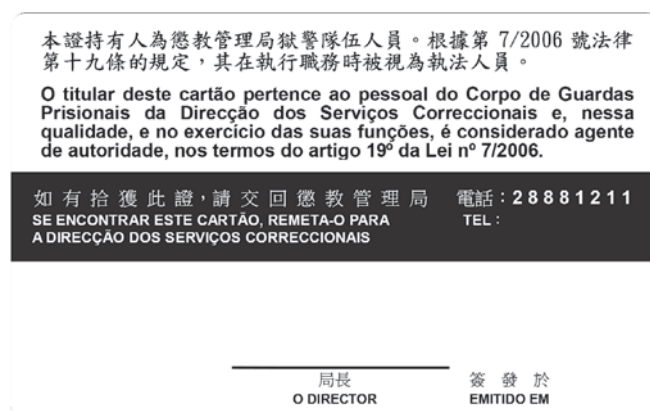 本證持有人為懲教管理局獄警隊伍人員。根據第 7/2006 號法律
第十九條的規定，其在執行職務時被視為執法人員。
O titular deste cartão pertence ao pessoal do Corpo de Guardas
Prisionais da Direcção dos Serviços Correccionais e, nessa
qualidade, e no exercício das suas funções, é considerado agente
de autoridade, nos termos do artigo 19º da Lei nº 7/2006.
如有拾獲此證，請交回懲教管理局 電話：28881211
SE ENCONTRAR ESTE CARTÃO, REMETA-O PARA TEL :
A DIRECÇÃO DOS SERVIÇOS CORRECCIONAIS
局長 簽發於
O DIRECTOR EMITIDO EM